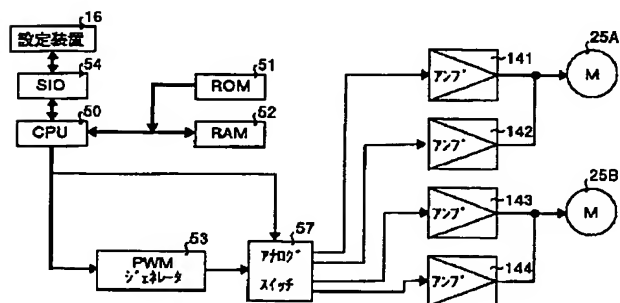 16
設定装置
54
SIO
50
CPU
51
ROM
52
RAM
53
PWM
ジェネレータ
57
アナログ
スイッチ
アンプ
141
アンプ
142
アンプ
143
アンプ
144
25A
M
25B
M